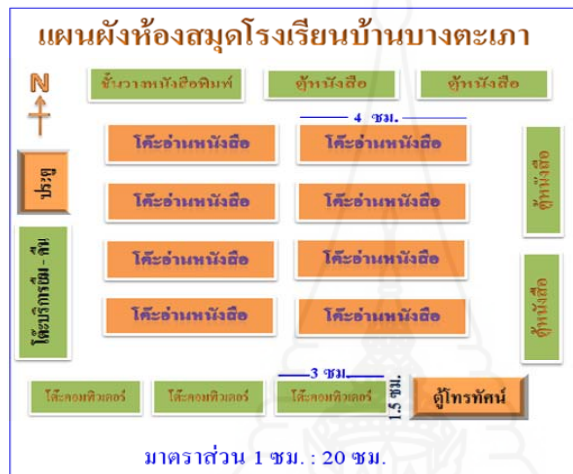 แผนผังห้องสมุดโรงเรียนบ้านบางตะเภา
N
ชั้นวางหนังสือพิมพ์ ตู้หนังสือ ตู้หนังสือ
4 ซม.
ประตู
โต๊ะอ่านหนังสือ โต๊ะอ่านหนังสือ
ตู้หนังสือ
โต๊ะอ่านหนังสือ โต๊ะอ่านหนังสือ
โต๊ะบริการยืม - คืน
โต๊ะอ่านหนังสือ โต๊ะอ่านหนังสือ
ตู้หนังสือ
โต๊ะอ่านหนังสือ โต๊ะอ่านหนังสือ
3 ซม.
1.5 ซม.
โต๊ะคอมพิวเตอร์ โต๊ะคอมพิวเตอร์ โต๊ะคอมพิวเตอร์ ตู้โทรทัศน์
มาตราส่วน 1 ซม. : 20 ซม.